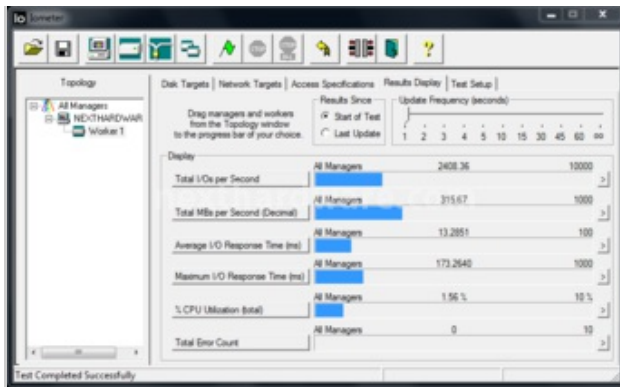 Iometer
Topology
All Managers
NEXTHARDWAR
Worker 1
Disk Targets | Network Targets | Access Specifications | Results Display | Test Setup
Drag managers and workers
from the Topology window
to the progress bar of your choice.
Results Since
Start of Test
Last Update
Update Frequency (seconds)
1 2 3 4 5 10 15 30 45 60 ∞
Display
All Managers 2408.36 10000
Total I/Os per Second
All Managers 315.67 1000
Total MBs per Second (Decimal)
All Managers 13.2851 100
Average I/O Response Time (ms)
All Managers 173.2640 1000
Maximum I/O Response Time (ms)
All Managers 1.56 % 10 %
% CPU Utilization (total)
All Managers 0 10
Total Error Count
Test Completed Successfully